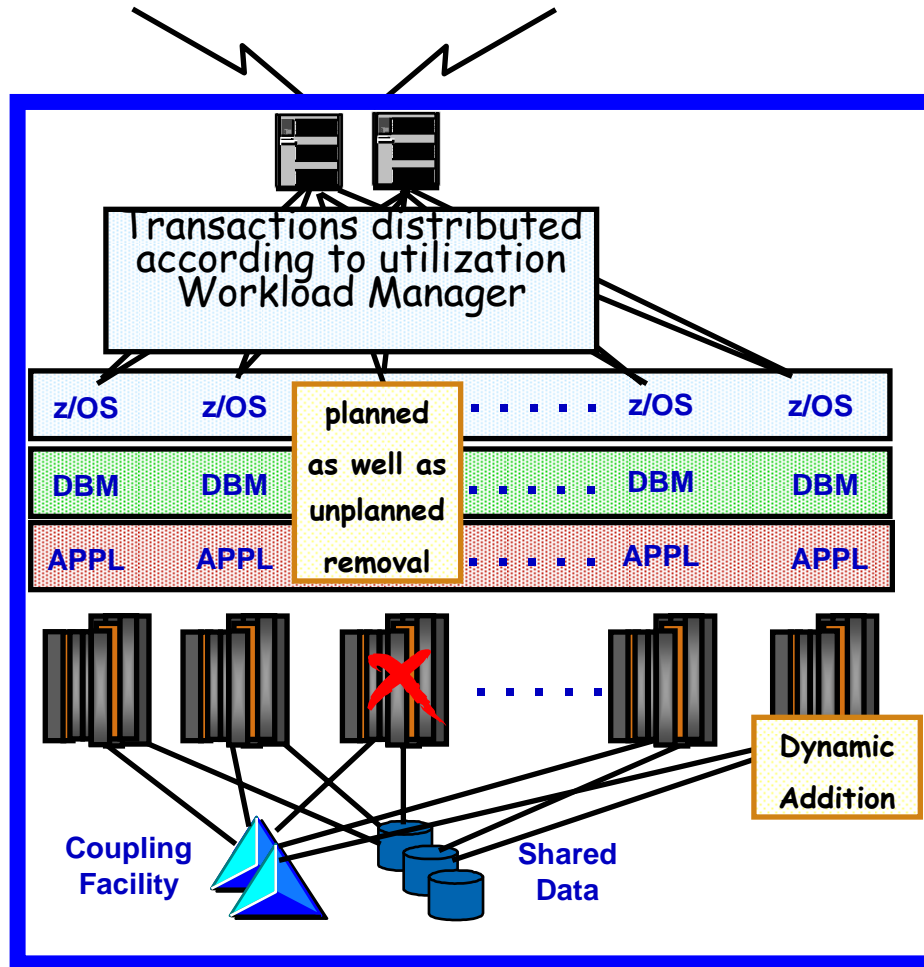 Transactions distributed
according to utilization
Workload Manager
z/OS z/OS z/OS z/OS
planned
as well as
unplanned
removal
DBM DBM DBM DBM
APPL APPL APPL APPL
Dynamic
Addition
Coupling
Facility
Shared
Data